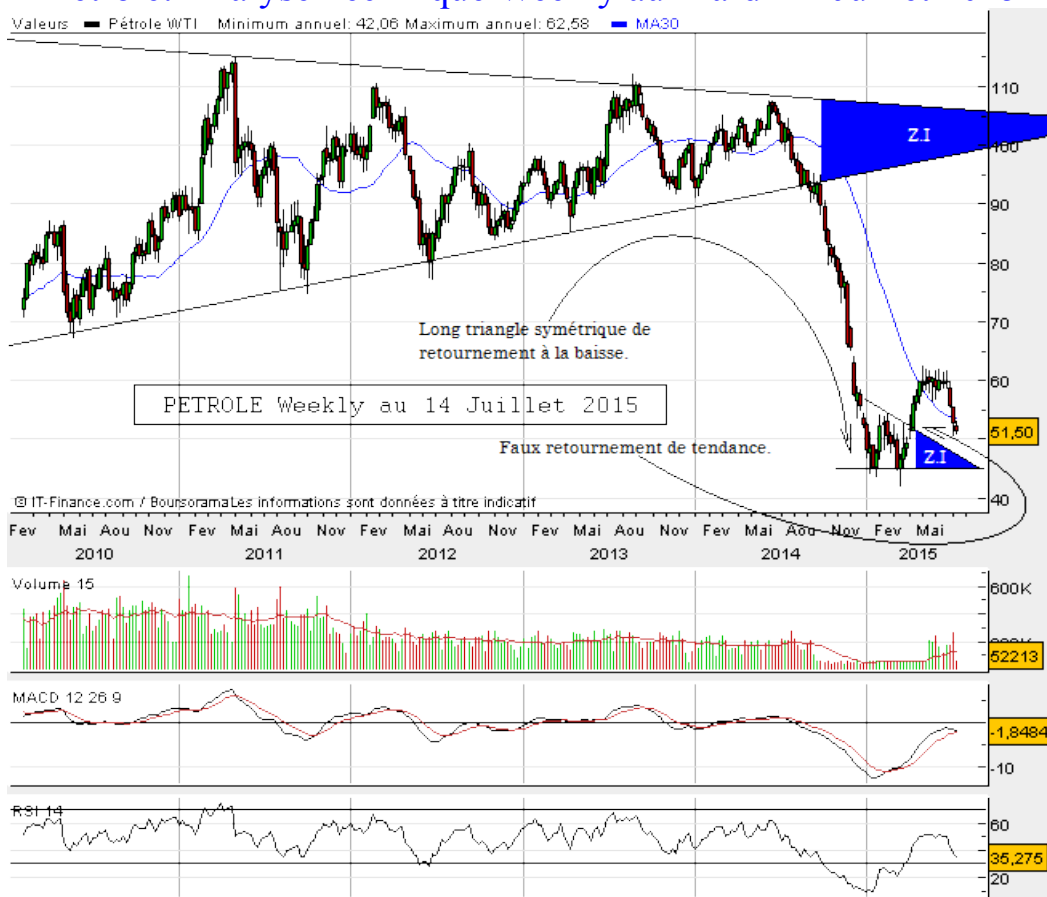 Valeurs Pétrole WTI Minimum annuel: 42,06 Maximum annuel: 62,58 MA30
110
100
90
80
70
60
51,50
40
Z.I
Long triangle symétrique de
retournement à la baisse.
PETROLE Weekly au 14 Juillet 2015
Faux retournement de tendance.
Z.I
© IT-Finance.com / BoursoramaLes informations sont données à titre indicatif
Fev Mai Aou Nov Fev Mai Aou Nov Fev Mai Aou Nov Fev Mai Aou Nov Fev Mai Aou Nov Fev Mai
2010 2011 2012 2013 2014 2015
Volume 15
600K
52213
MACD 12 26 9
-1,8484
-10
RSI 14
60
35,275
20